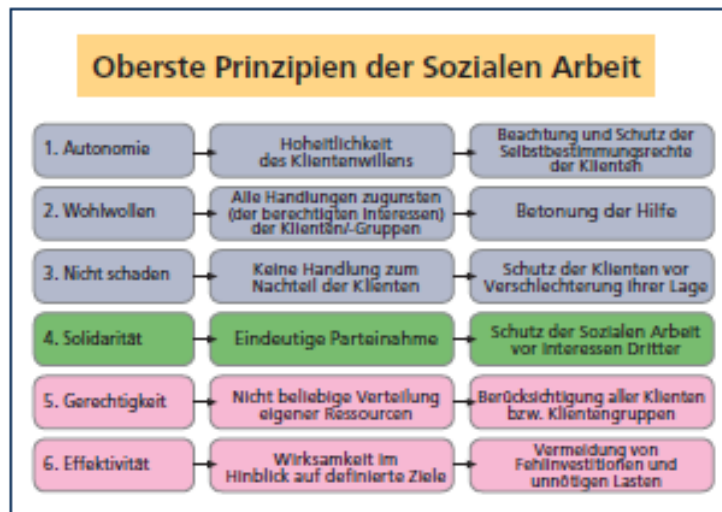 Oberste Prinzipien der Sozialen Arbeit
1. Autonomie
Hoheitlichkeit
des Klientenwillens
Beachtung und Schutz der
Selbstbestimmungsrechte
der Klienten
2. Wohlwollen
Alle Handlungen zugunsten
(der berechtigten Interessen)
der Klienten/-Gruppen
Betonung der Hilfe
3. Nicht schaden
Keine Handlung zum
Nachteil der Klienten
Schutz der Klienten vor
Verschlechterung ihrer Lage
4. Solidarität
Eindeutige Parteinahme
Schutz der Sozialen Arbeit
vor Interessen Dritter
5. Gerechtigkeit
Nicht beliebige Verteilung
eigener Ressourcen
Berücksichtigung aller Klienten
bzw. Klientengruppen
6. Effektivität
Wirksamkeit im
Hinblick auf definierte Ziele
Vermeidung von
Fehlinvestitionen und
unnötigen Lasten